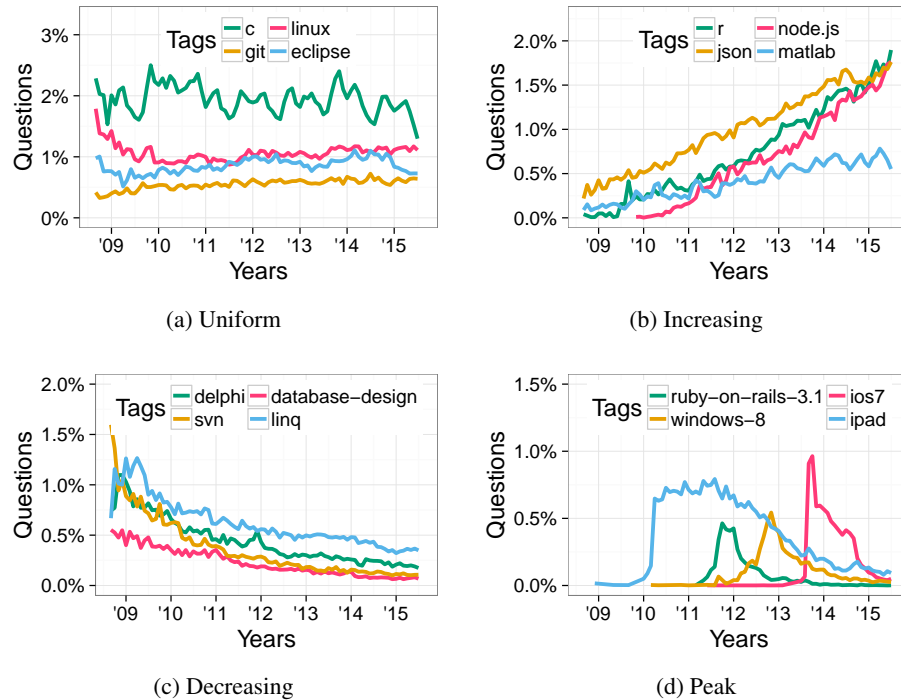 Tags c linux
git eclipse
3%
2%
1%
0%
Questions
'09 '10 '11 '12 '13 '14 '15
Years
(a) Uniform
Tags r node.js
json matlab
2.0%
1.5%
1.0%
0.5%
0.0%
Questions
'09 '10 '11 '12 '13 '14 '15
Years
(b) Increasing
Tags delphi database-design
svn linq
2.0%
1.5%
1.0%
0.5%
0.0%
Questions
'09 '10 '11 '12 '13 '14 '15
Years
(c) Decreasing
Tags ruby-on-rails-3.1 ios7
windows-8 ipad
1.5%
1.0%
0.5%
0.0%
Questions
'09 '10 '11 '12 '13 '14 '15
Years
(d) Peak